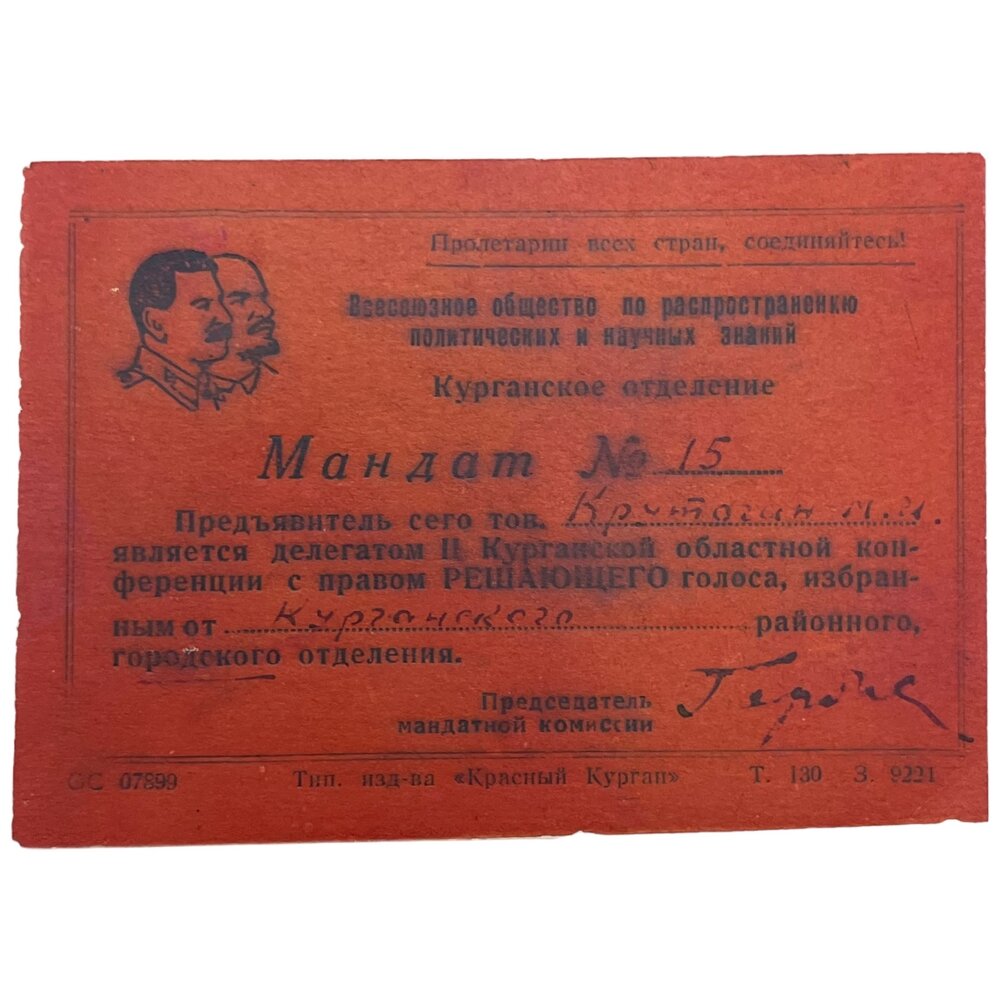 Пролетарии всех стран, соединяйтесь!
Всесоюзное общество по распространению
политических и научных знаний
Курганское отделение
Мандат № 15
Предъявитель сего тов. Крутогин М.И.
является делегатом II Курганской областной кон-
ференции с правом РЕШАЮЩЕГО голоса, избран-
ным от Курганского районного,
городского отделения.
Председатель
мандатной комиссии
GC 07899 Тип. изд-ва «Красный Курган» Т. 130 З. 9221